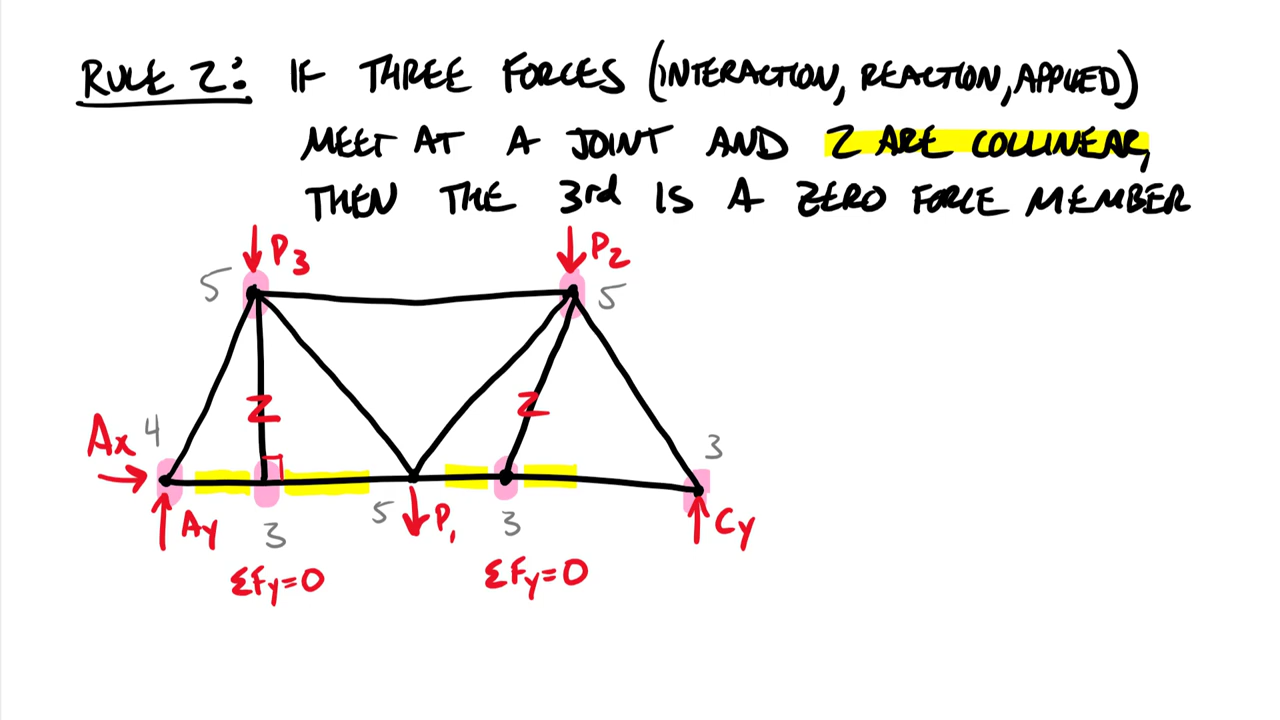 RULE 2: IF THREE FORCES (INTERACTION, REACTION, APPLIED)
MEET AT A JOINT AND 2 ARE COLLINEAR,
THEN THE 3rd IS A ZERO FORCE MEMBER
P3 P2
5 5
Z Z
Ax 4 3
Ay 3 5 P1 3 Cy
ΣFy=0 ΣFy=0